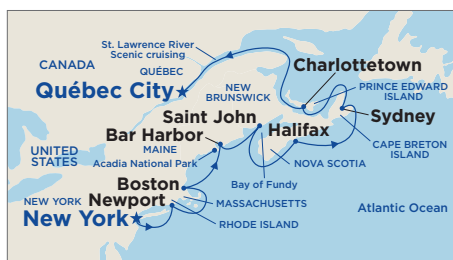 St. Lawrence River
Scenic cruising
CANADA
QUÉBEC
Québec City
Charlottetown
NEW
BRUNSWICK
PRINCE EDWARD
ISLAND
Saint John
Sydney
Bar Harbor
Halifax
CAPE BRETON
ISLAND
UNITED
STATES
MAINE
Acadia National Park
NOVA SCOTIA
Boston
Bay of Fundy
NEW YORK
Newport
MASSACHUSETTS
Atlantic Ocean
New York
RHODE ISLAND